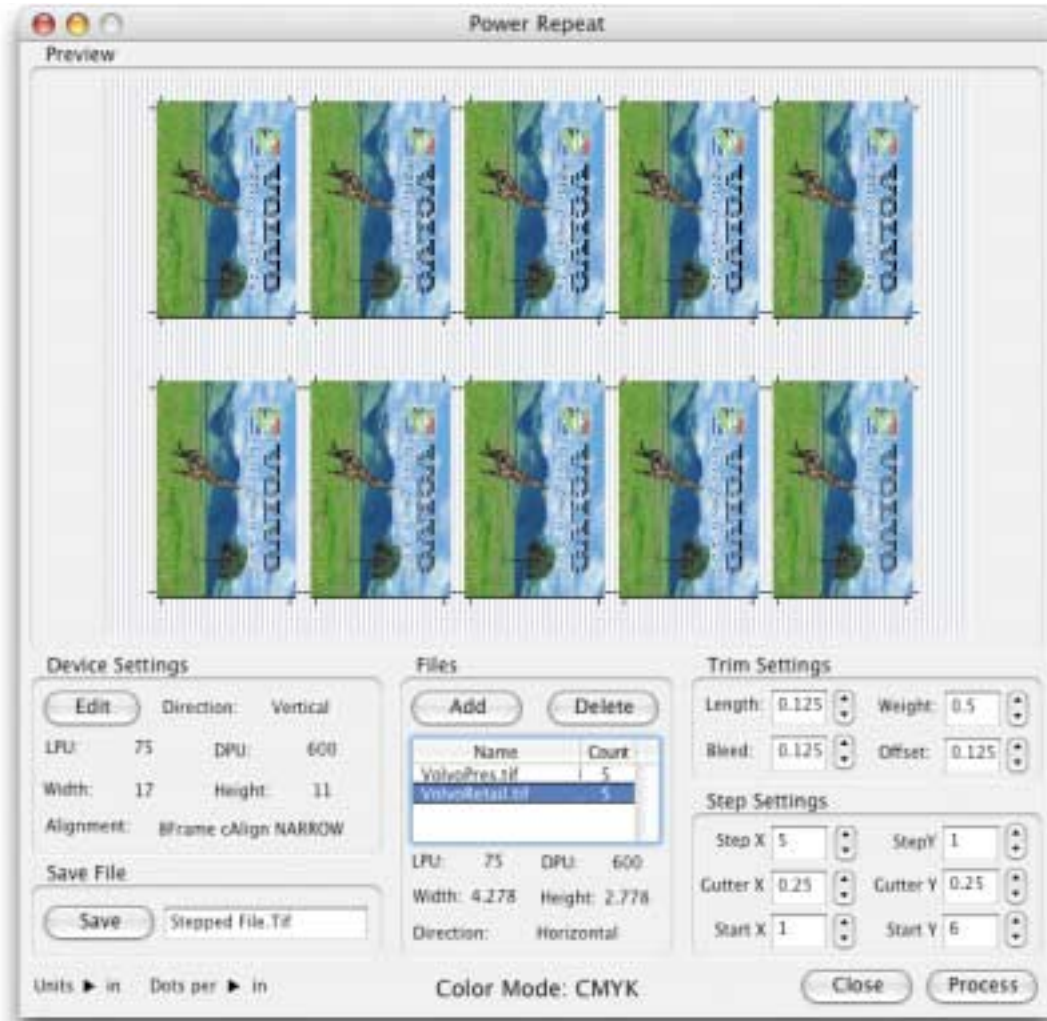 Power Repeat
Preview
Device Settings
Edit Direction: Vertical
LPU: 75 DPU: 600
Width: 17 Height: 11
Alignment: BFrame cAlign NARROW
Save File
Save Stepped File.Tif
Files
Add Delete
Name Count
VolvoPres.tif 5
VolvoRetail.tif 5
LPU: 75 DPU: 600
Width: 4.278 Height: 2.778
Direction: Horizontal
Trim Settings
Length: 0.125 Weight: 0.5
Bleed: 0.125 Offset: 0.125
Step Settings
Step X 5 StepY 1
Gutter X 0.25 Gutter Y 0.25
Start X 1 Start Y 6
Units ▶ in Dots per ▶ in
Color Mode: CMYK
Close Process